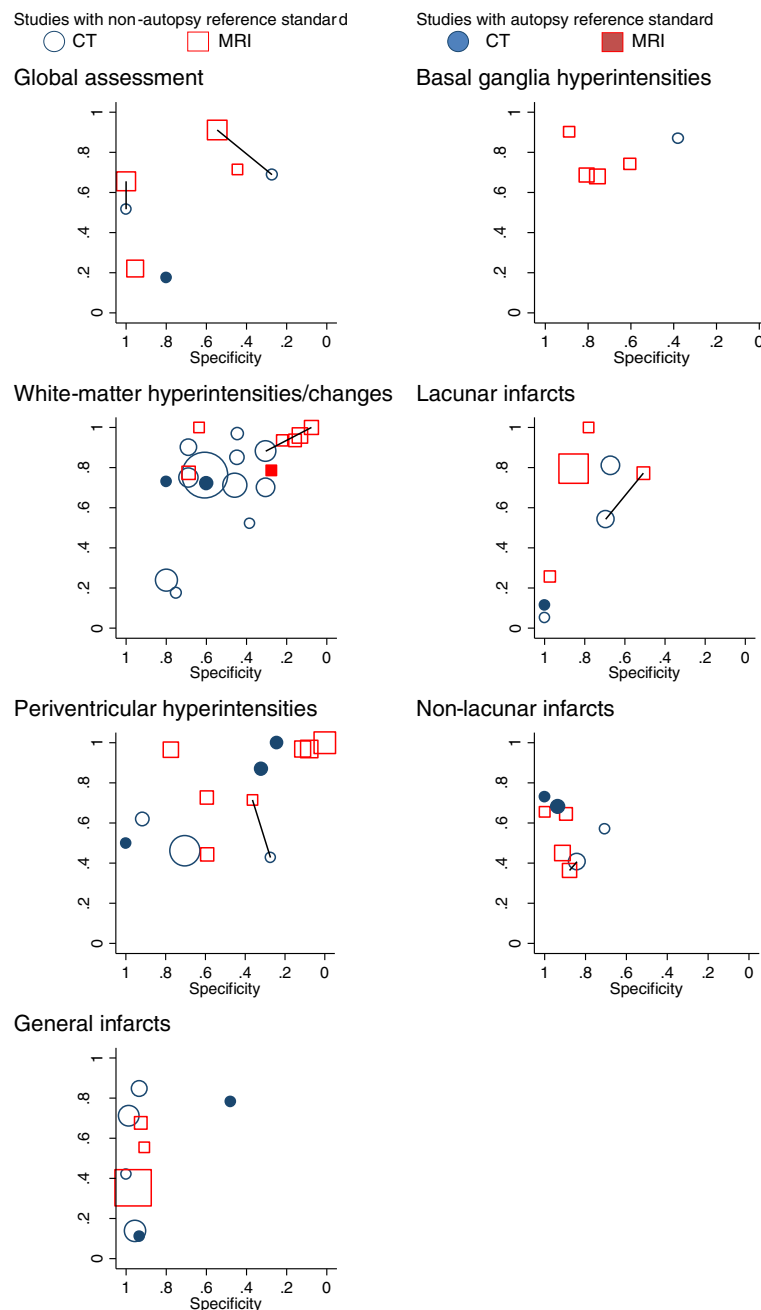 Studies with non-autopsy reference standard
Studies with autopsy reference standard
CT MRI
CT MRI
Global assessment
Basal ganglia hyperintensities
1
.8
.6
.4
.2
0
1 .8 .6 .4 .2 0
Specificity
1
.8
.6
.4
.2
0
1 .8 .6 .4 .2 0
Specificity
White-matter hyperintensities/changes
Lacunar infarcts
1
.8
.6
.4
.2
0
1 .8 .6 .4 .2 0
Specificity
1
.8
.6
.4
.2
0
1 .8 .6 .4 .2 0
Specificity
Periventricular hyperintensities
Non-lacunar infarcts
1
.8
.6
.4
.2
0
1 .8 .6 .4 .2 0
Specificity
1
.8
.6
.4
.2
0
1 .8 .6 .4 .2 0
Specificity
General infarcts
1
.8
.6
.4
.2
0
1 .8 .6 .4 .2 0
Specificity